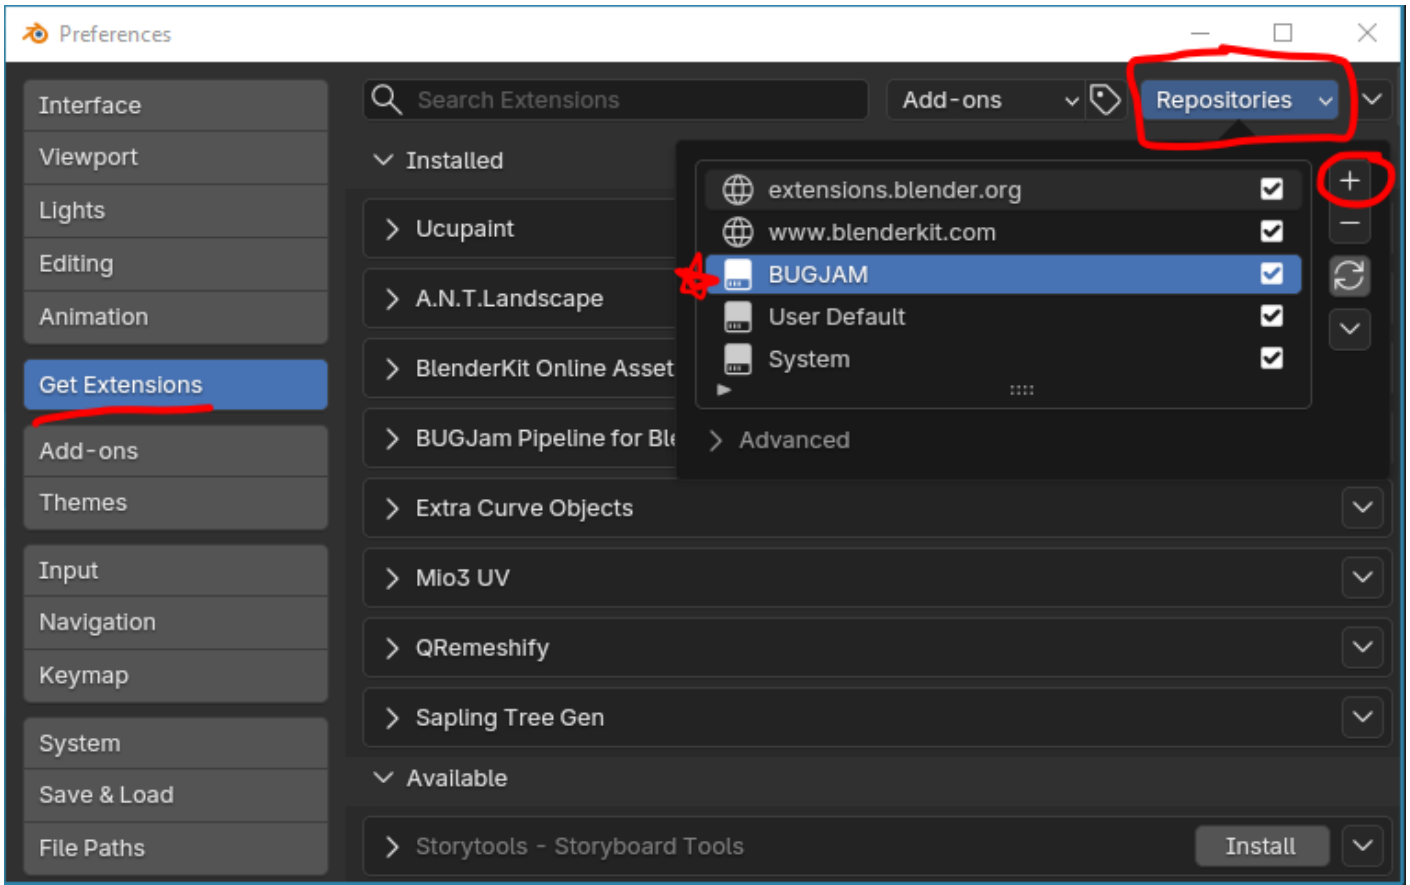 Preferences
Interface
Viewport
Lights
Editing
Animation
Get Extensions
Add-ons
Themes
Input
Navigation
Keymap
System
Save & Load
File Paths
Search Extensions
Add-ons
Repositories
Installed
Ucupaint
A.N.T.Landscape
BlenderKit Online Asset
BUGJam Pipeline for Ble
Extra Curve Objects
Mio3 UV
QRemeshify
Sapling Tree Gen
Available
Storytools - Storyboard Tools
Install
extensions.blender.org
www.blenderkit.com
BUGJAM
User Default
System
Advanced